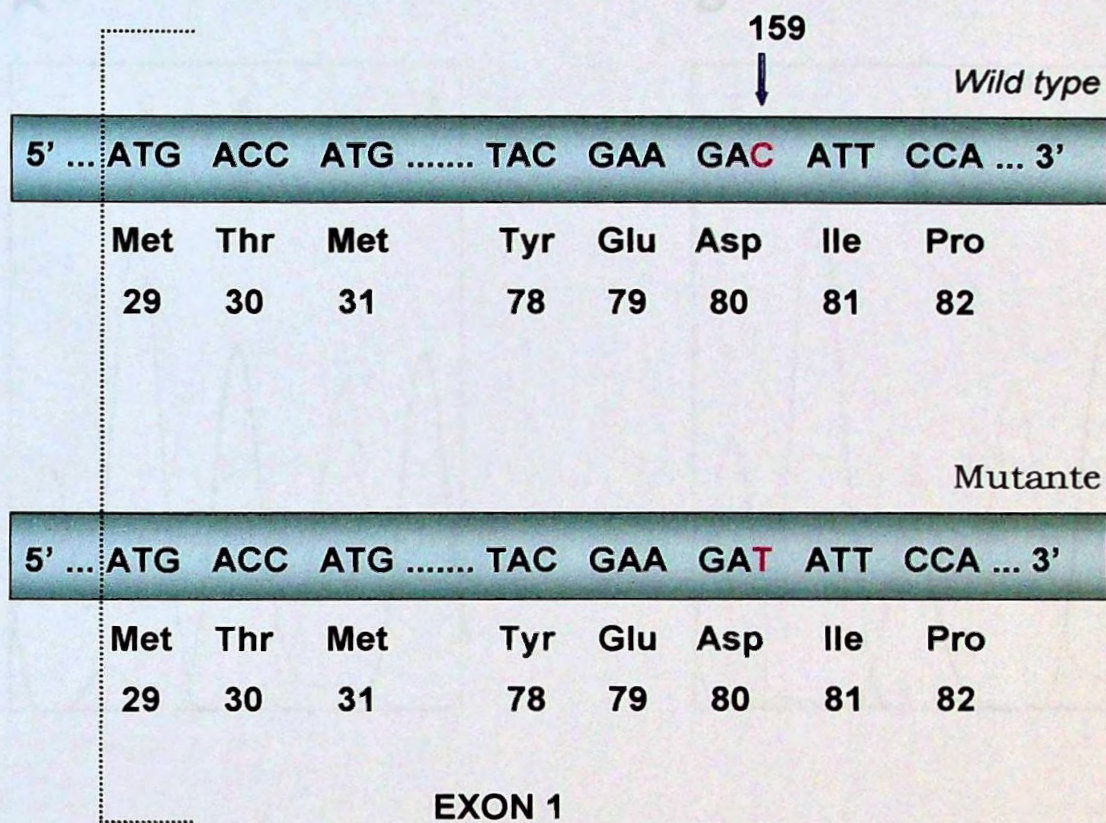 159
Wild type
5' ... ATG ACC ATG ....... TAC GAA GAC ATT CCA ... 3'
Met Thr Met Tyr Glu Asp Ile Pro
29 30 31 78 79 80 81 82
Mutante
5' ... ATG ACC ATG ....... TAC GAA GAT ATT CCA ... 3'
Met Thr Met Tyr Glu Asp Ile Pro
29 30 31 78 79 80 81 82
EXON 1